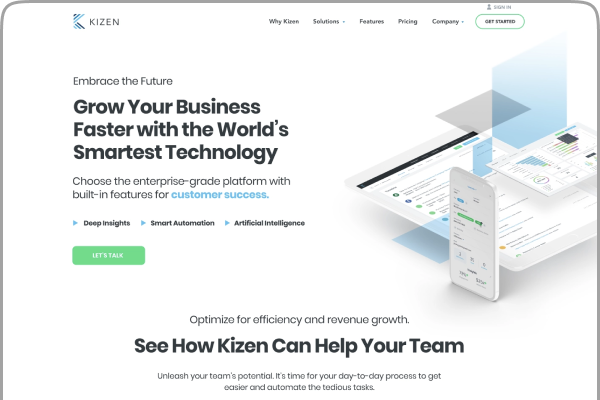 SIGN IN
KIZEN
Why Kizen Solutions Features Pricing Company GET STARTED
Embrace the Future
Grow Your Business
Faster with the World's
Smartest Technology
Choose the enterprise-grade platform with
built-in features for customer success.
Deep Insights Smart Automation Artificial Intelligence
LET'S TALK
Optimize for efficiency and revenue growth.
See How Kizen Can Help Your Team
Unleash your team's potential. It's time for your day-to-day process to get
easier and automate the tedious tasks.